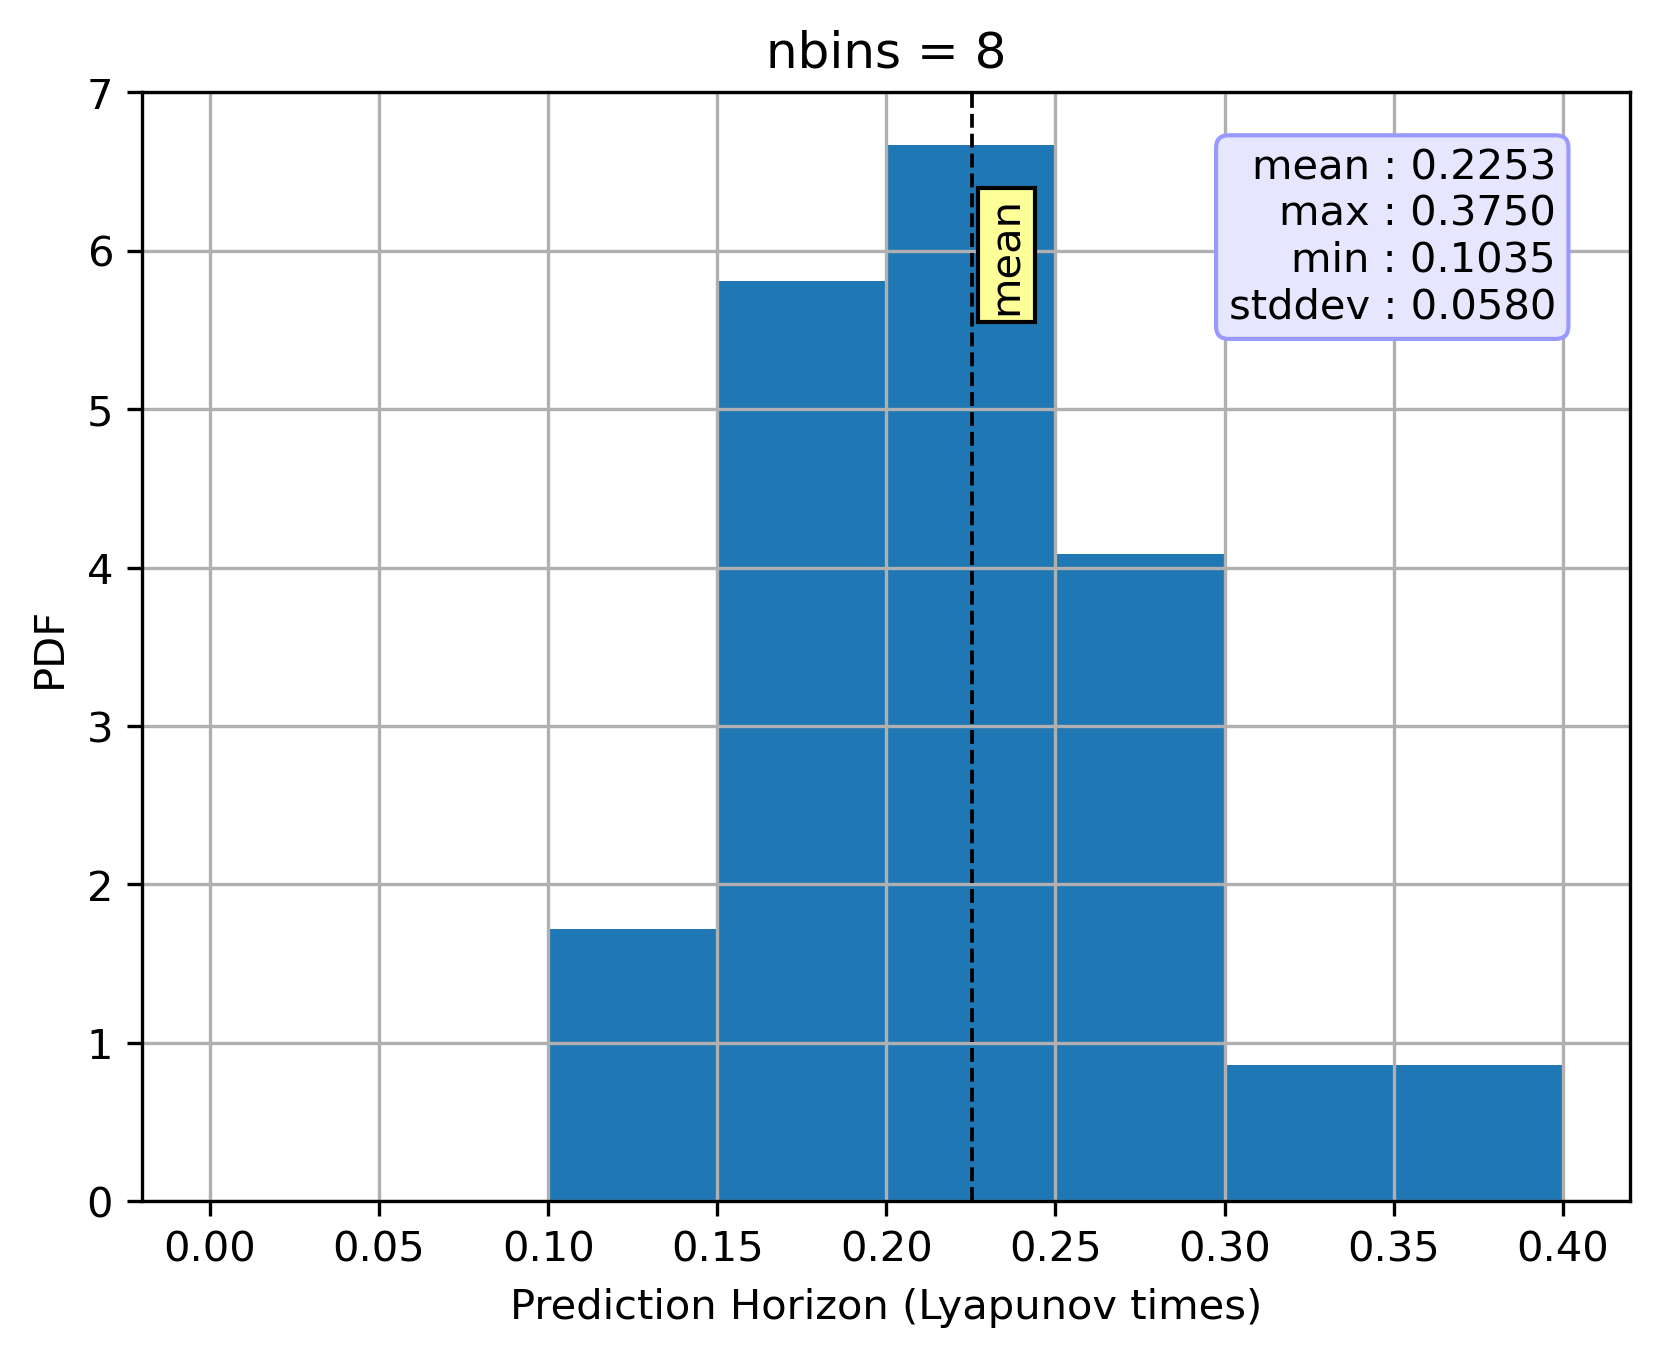 nbins = 8
7
6
5
4
3
2
1
0
PDF
mean
mean : 0.2253
max : 0.3750
min : 0.1035
stddev : 0.0580
0.00 0.05 0.10 0.15 0.20 0.25 0.30 0.35 0.40
Prediction Horizon (Lyapunov times)